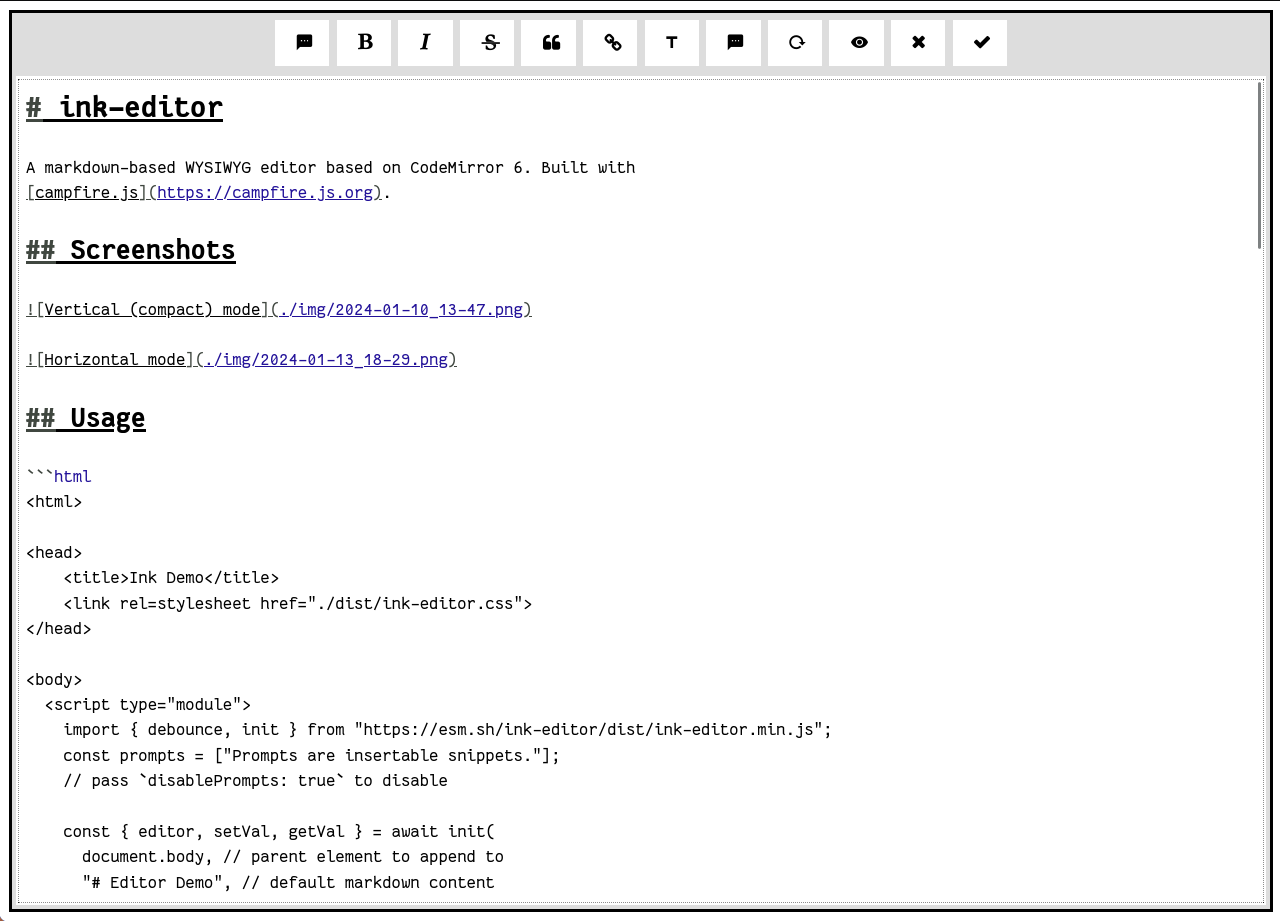 B I S T
# ink-editor
A markdown-based WYSIWYG editor based on CodeMirror 6. Built with
[campfire.js](https://campfire.js.org).
## Screenshots
![Vertical (compact) mode](./img/2024-01-10_13-47.png)
![Horizontal mode](./img/2024-01-13_18-29.png)
## Usage
```html
<html>
<head>
    <title>Ink Demo</title>
    <link rel=stylesheet href="./dist/ink-editor.css">
</head>
<body>
  <script type="module">
    import { debounce, init } from "https://esm.sh/ink-editor/dist/ink-editor.min.js";
    const prompts = ["Prompts are insertable snippets."];
    // pass `disablePrompts: true` to disable
    const { editor, setVal, getVal } = await init(
      document.body, // parent element to append to
      "# Editor Demo", // default markdown content